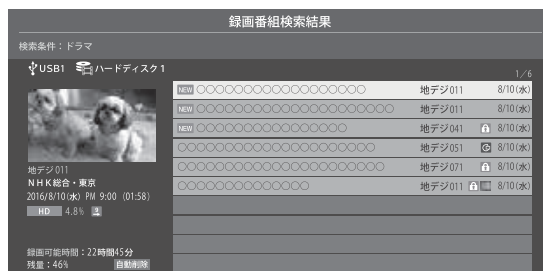 録画番組検索結果
検索条件：ドラマ
USB1 ハードディスク1
1/6
NEW 〇〇〇〇〇〇〇〇〇〇〇〇〇〇〇〇〇〇 地デジ011 8/10(水)
NEW 〇〇〇〇〇〇〇〇〇〇〇〇〇〇〇〇〇〇〇〇〇 地デジ011 8/10(水)
NEW 〇〇〇〇〇〇〇〇〇〇〇〇〇〇〇〇 地デジ041 8/10(水)
〇〇〇〇〇〇〇〇〇〇〇〇〇〇〇〇〇〇〇〇〇 地デジ051 8/10(水)
〇〇〇〇〇〇〇〇〇〇〇〇〇〇〇〇〇〇〇〇〇〇 地デジ071 8/10(水)
〇〇〇〇〇〇〇〇〇〇〇〇〇〇 地デジ011 8/10(水)
地デジ011
NHK総合・東京
2016/8/10(水) PM 9:00 (01:58)
HD 4.8%
録画可能時間：22時間45分
残量：46% 自動削除